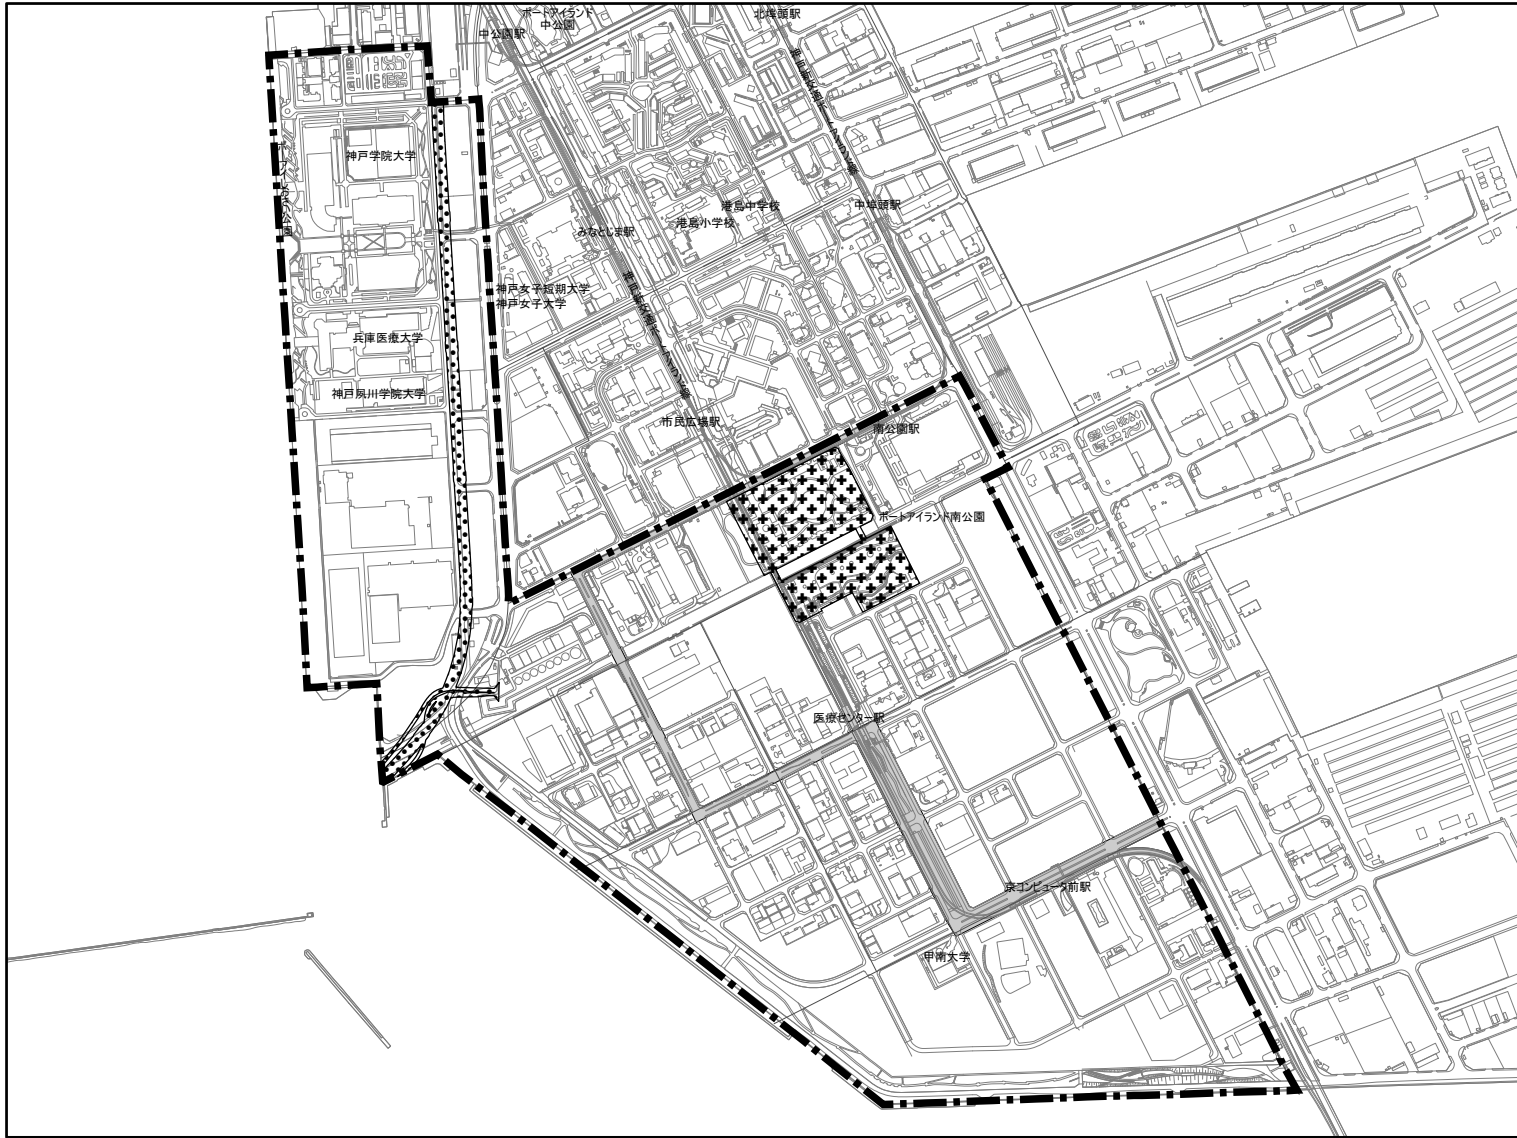 ポートアイランド
中公園
北埠頭駅
中公園駅
神戸学院大学
港島中学校
中埠頭駅
港島小学校
みなとじま駅
神戸女子短期大学
神戸女子大学
兵庫医療大学
神戸夙川学院大学
市民広場駅
南公園駅
ポートアイランド南公園
医療センター駅
京コンピュータ前駅
甲南大学